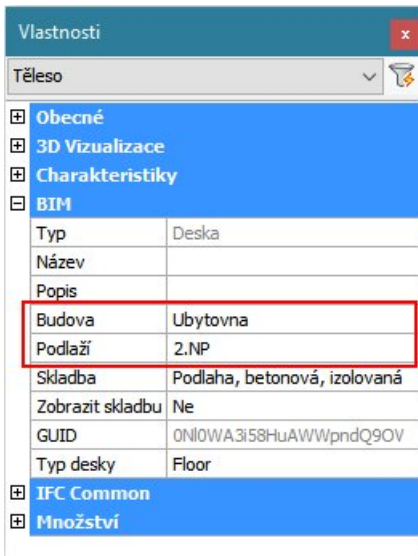 Vlastnosti
x
Těleso
Obecné
3D Vizualizace
Charakteristiky
BIM
Typ Deska
Název
Popis
Budova Ubytovna
Podlaží 2.NP
Skladba Podlaha, betonová, izolovaná
Zobrazit skladbu Ne
GUID 0Nl0WA3i58HuAWWpndQ9OV
Typ desky Floor
IFC Common
Množství